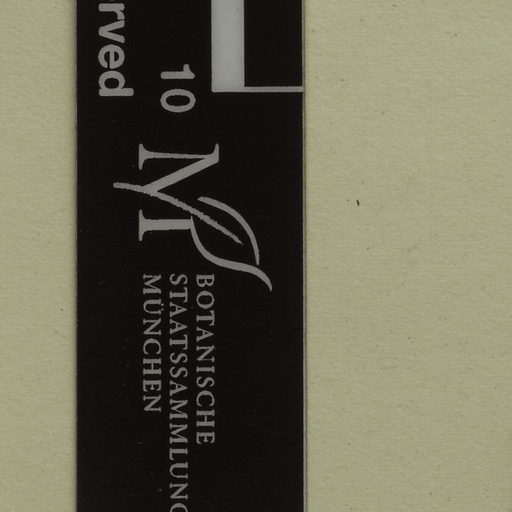 rved
10
BOTANISCHE
STAATSSAMMLUNG
MÜNCHEN